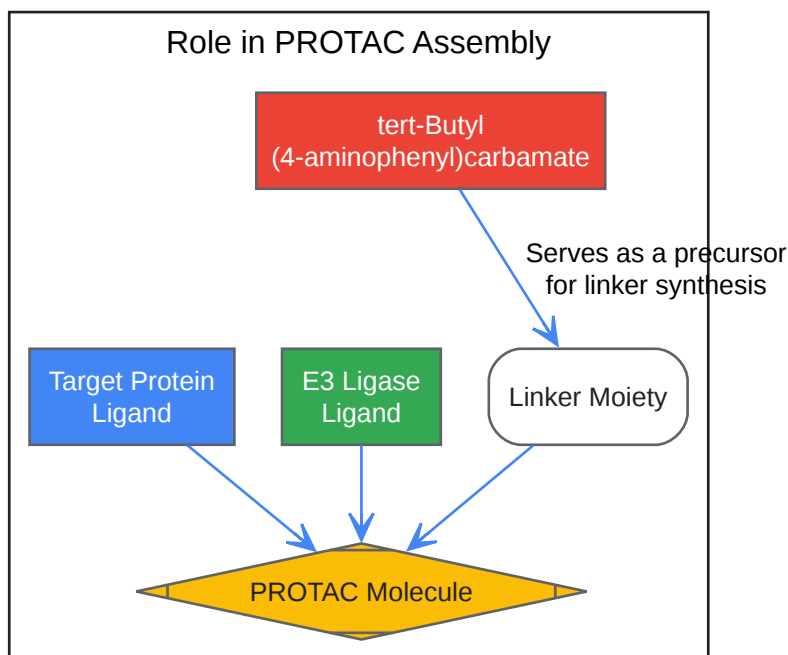 Role in PROTAC Assembly
tert-Butyl
(4-aminophenyl)carbamate
Serves as a precursor
for linker synthesis
Target Protein
Ligand
E3 Ligase
Ligand
Linker Moiety
PROTAC Molecule